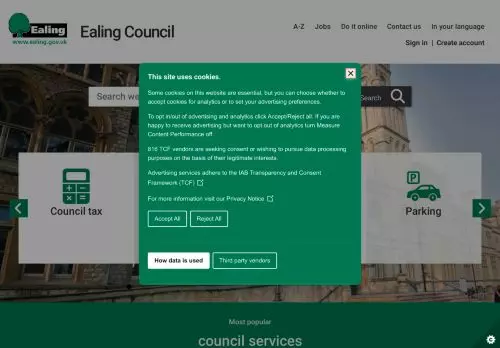 Ealing
www.ealing.gov.uk
Ealing Council
A-Z Jobs Do it online Contact us In your language
Sign in | Create account
Search we
Search
This site uses cookies.
Some cookies on this website are essential, but you can choose whether to
accept cookies for analytics or to set your advertising preferences.
To opt in/out of advertising and analytics click Accept/Reject all. If you are
happy to receive advertising but want to opt out of analytics turn Measure
Content Performance off.
816 TCF vendors are seeking consent or wishing to pursue data processing
purposes on the basis of their legitimate interests.
Advertising services adhere to the IAB Transparency and Consent
Framework (TCF)
For more information visit our Privacy Notice
Accept All Reject All
How data is used Third party vendors
Council tax
P
Parking
Most popular
council services